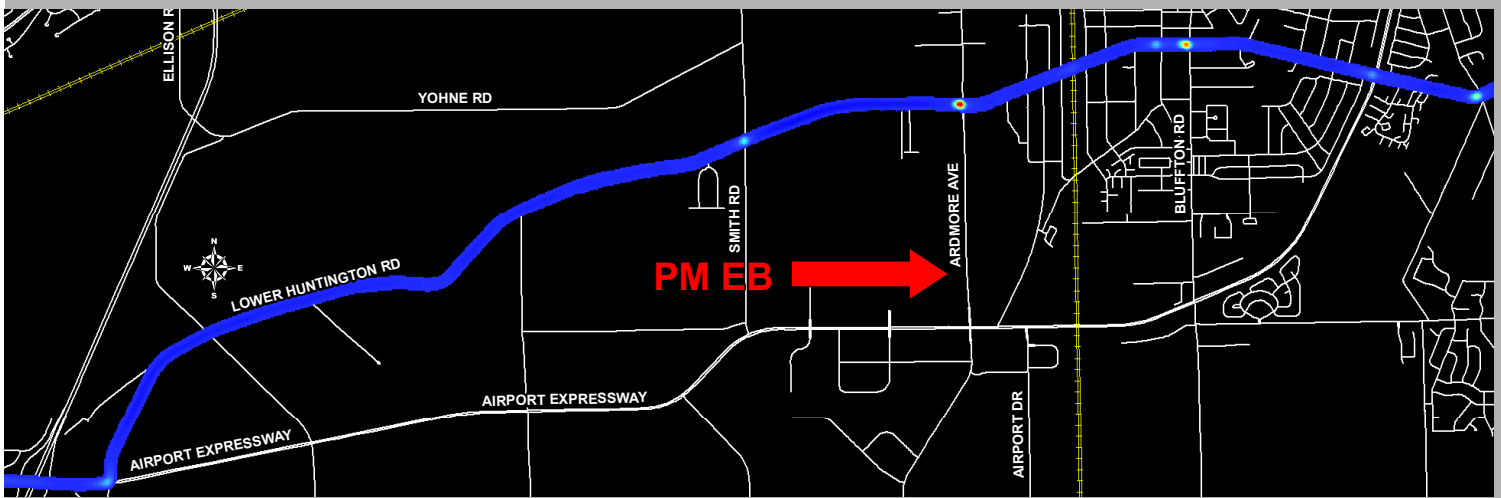 ELLISON R
YOHNE RD
BLUFFTON RD
ARDMORE AVE
SMITH RD
N
W E
S
LOWER HUNTINGTON RD
PM EB
AIRPORT EXPRESSWAY
AIRPORT DR
AIRPORT EXPRESSWAY